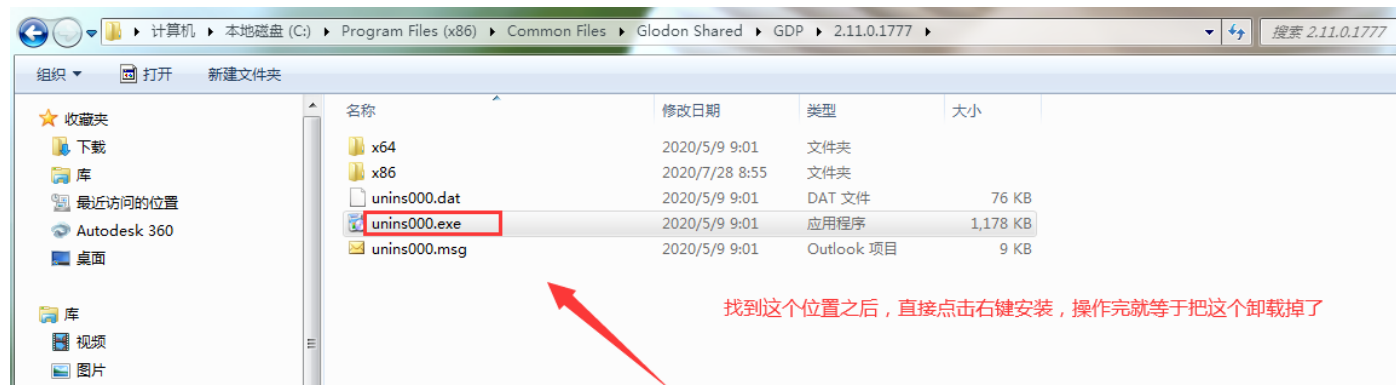 计算机 本地磁盘 (C:) Program Files (x86) Common Files Glodon Shared GDP 2.11.0.1777 搜索 2.11.0.1777
组织 打开 新建文件夹
名称 修改日期 类型 大小
收藏夹
下载
库
最近访问的位置
Autodesk 360
桌面
库
视频
图片
x64 2020/5/9 9:01 文件夹
x86 2020/7/28 8:55 文件夹
unins000.dat 2020/5/9 9:01 DAT 文件 76 KB
unins000.exe 2020/5/9 9:01 应用程序 1,178 KB
unins000.msg 2020/5/9 9:01 Outlook 项目 9 KB
找到这个位置之后，直接点击右键安装，操作完就等于把这个卸载掉了